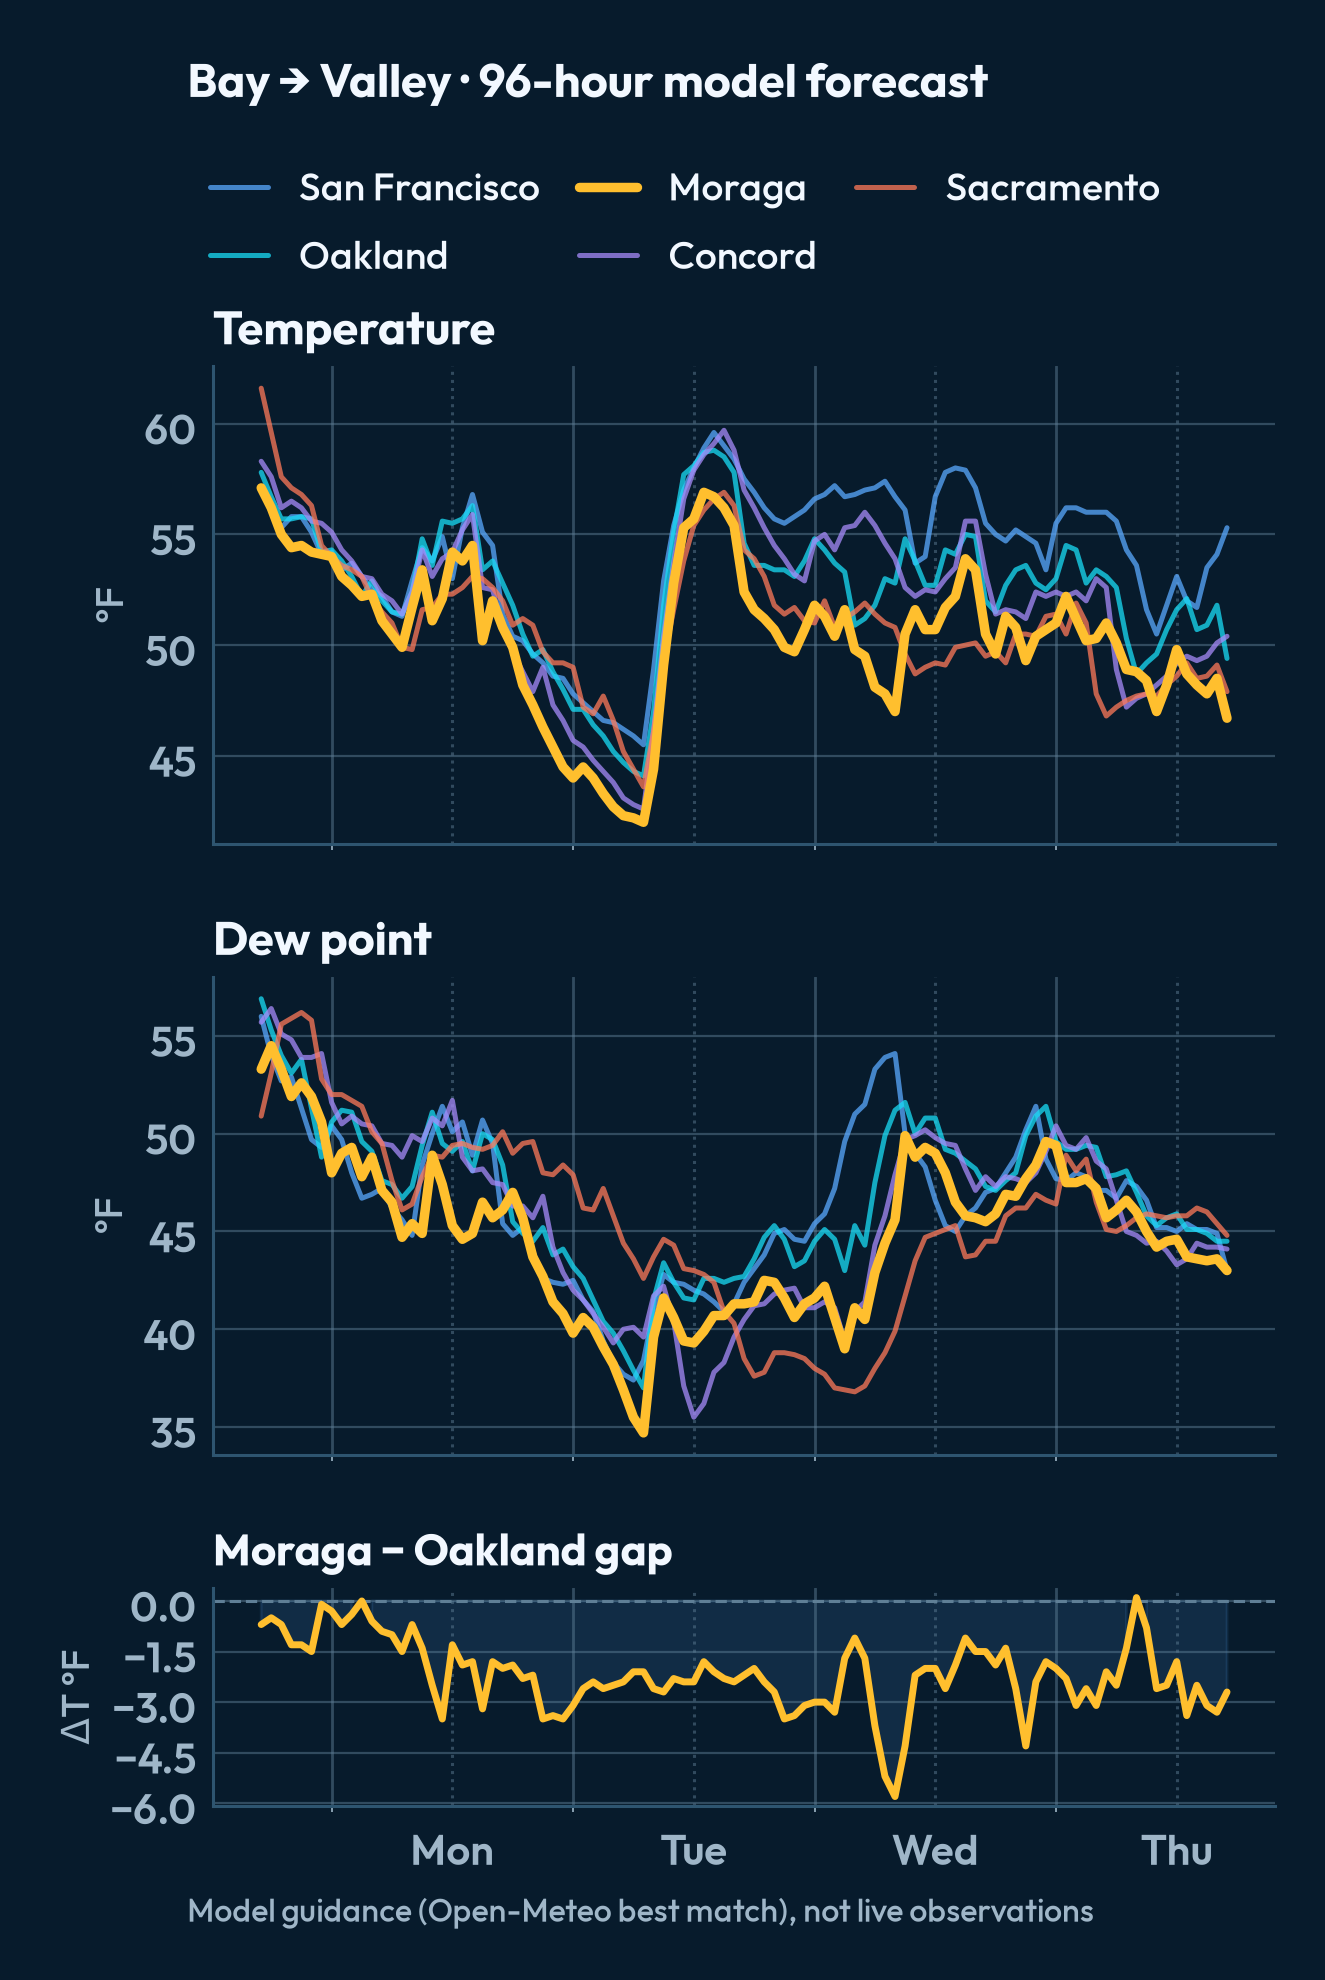 Bay → Valley · 96-hour model forecast
San Francisco
Moraga
Sacramento
Oakland
Concord
Temperature
60
55
50
45
°F
Dew point
55
50
45
40
35
°F
Moraga − Oakland gap
0.0
−1.5
−3.0
−4.5
−6.0
ΔT °F
Mon Tue Wed Thu
Model guidance (Open-Meteo best match), not live observations